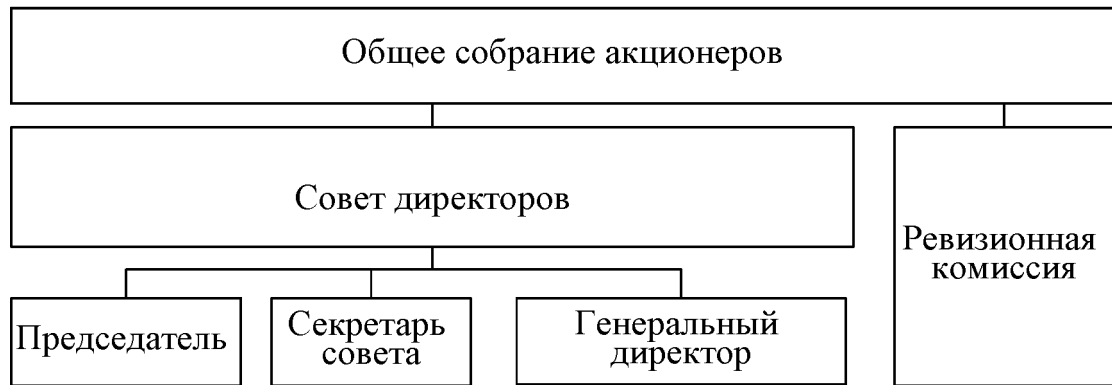 Общее собрание акционеров
Совет директоров
Ревизионная
комиссия
Председатель
Секретарь
совета
Генеральный
директор